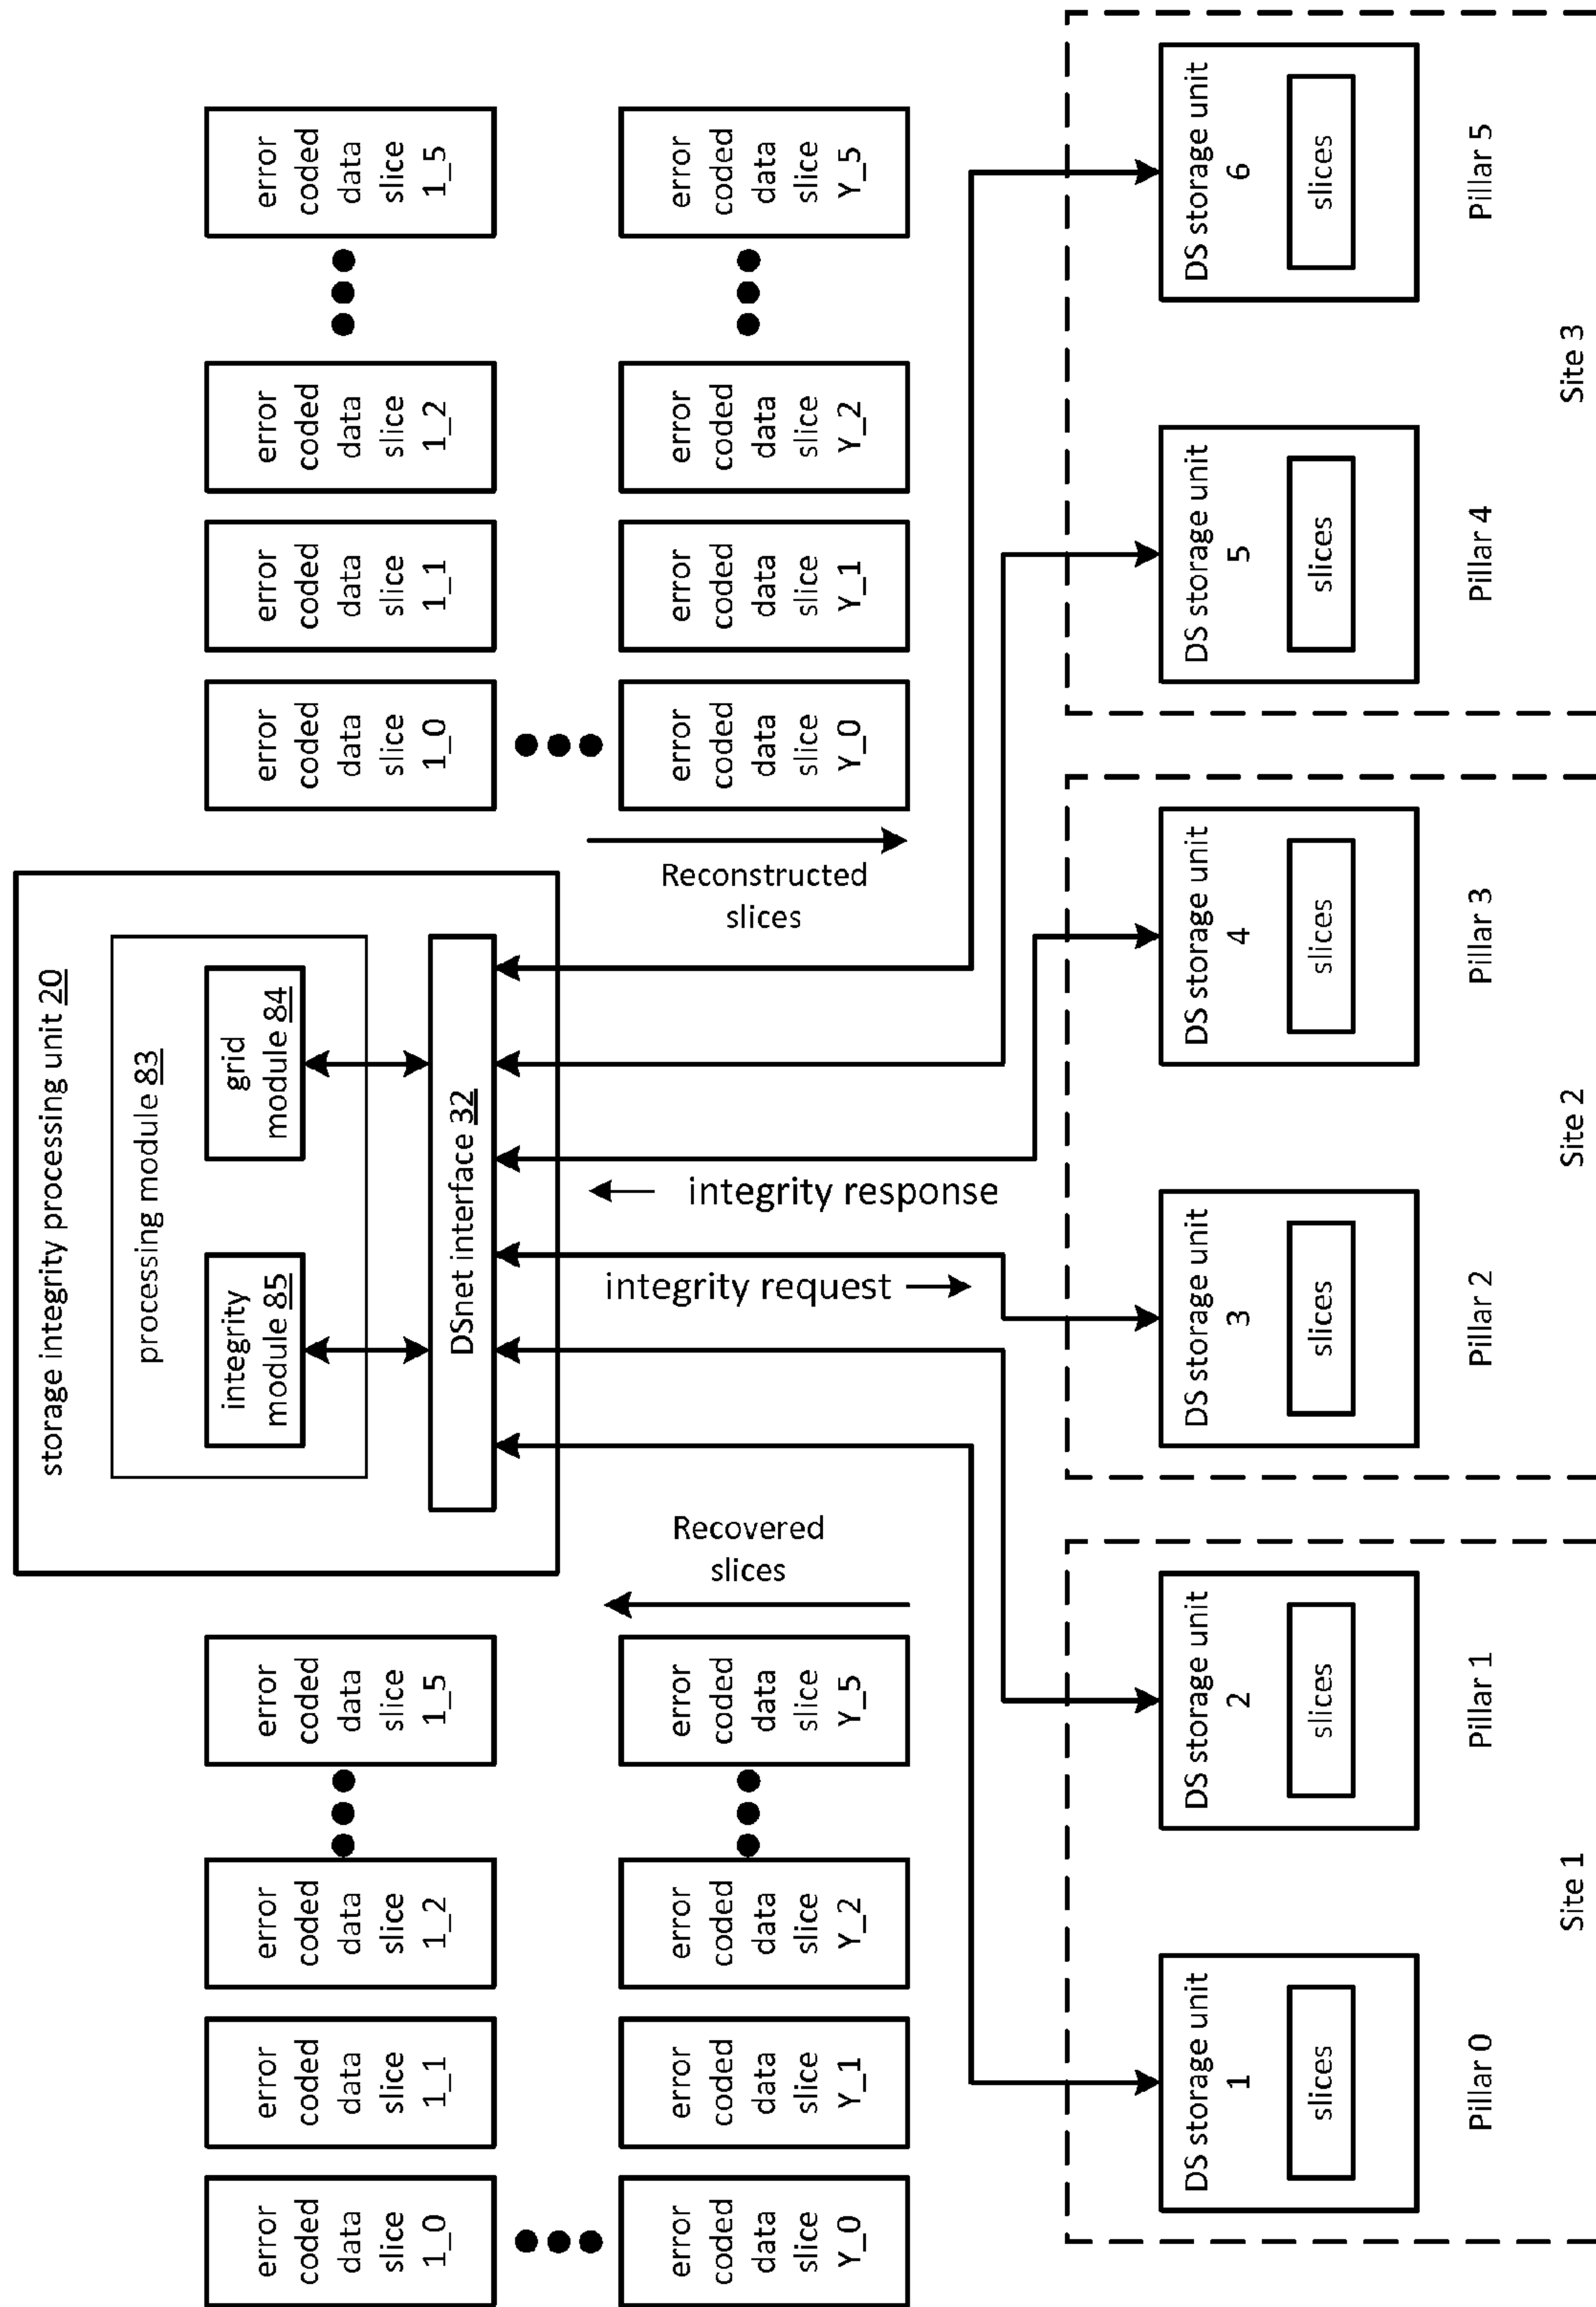 storage integrity processing unit 20
processing module 83
integrity
module 85
grid
module 84
DSnet interface 32
error
coded
data
slice
1_0
error
coded
data
slice
1_1
error
coded
data
slice
1_2
error
coded
data
slice
1_5
error
coded
data
slice
Y_0
error
coded
data
slice
Y_1
error
coded
data
slice
Y_2
error
coded
data
slice
Y_5
Recovered
slices
integrity request
integrity response
Reconstructed
slices
error
coded
data
slice
1_0
error
coded
data
slice
1_1
error
coded
data
slice
1_2
error
coded
data
slice
1_5
error
coded
data
slice
Y_0
error
coded
data
slice
Y_1
error
coded
data
slice
Y_2
error
coded
data
slice
Y_5
DS storage unit
1
slices
Pillar 0
DS storage unit
2
slices
Pillar 1
Site 1
DS storage unit
3
slices
Pillar 2
DS storage unit
4
slices
Pillar 3
Site 2
DS storage unit
5
slices
Pillar 4
DS storage unit
6
slices
Pillar 5
Site 3